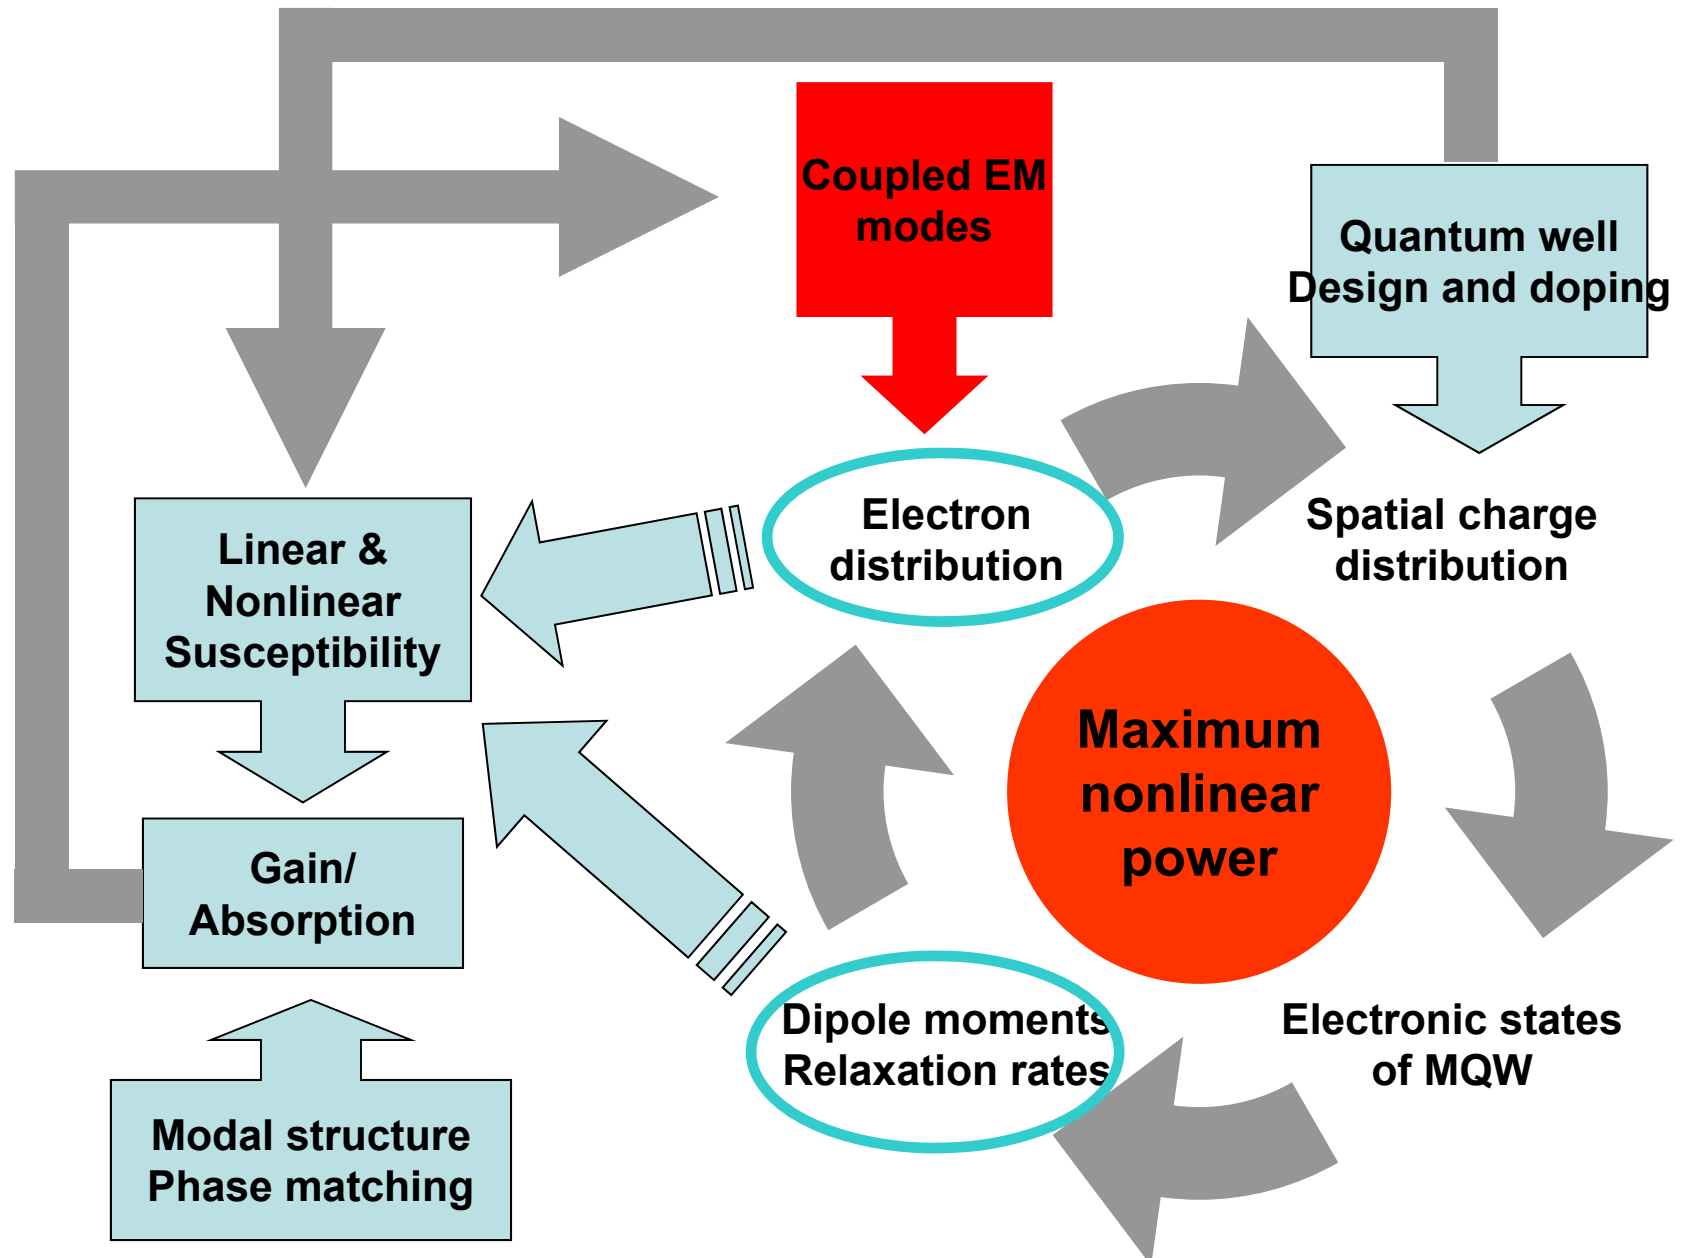 Coupled EM
modes
Quantum well
Design and doping
Electron
distribution
Spatial charge
distribution
Linear &
Nonlinear
Susceptibility
Maximum
nonlinear
power
Gain/
Absorption
Dipole moments
Relaxation rates
Electronic states
of MQW
Modal structure
Phase matching